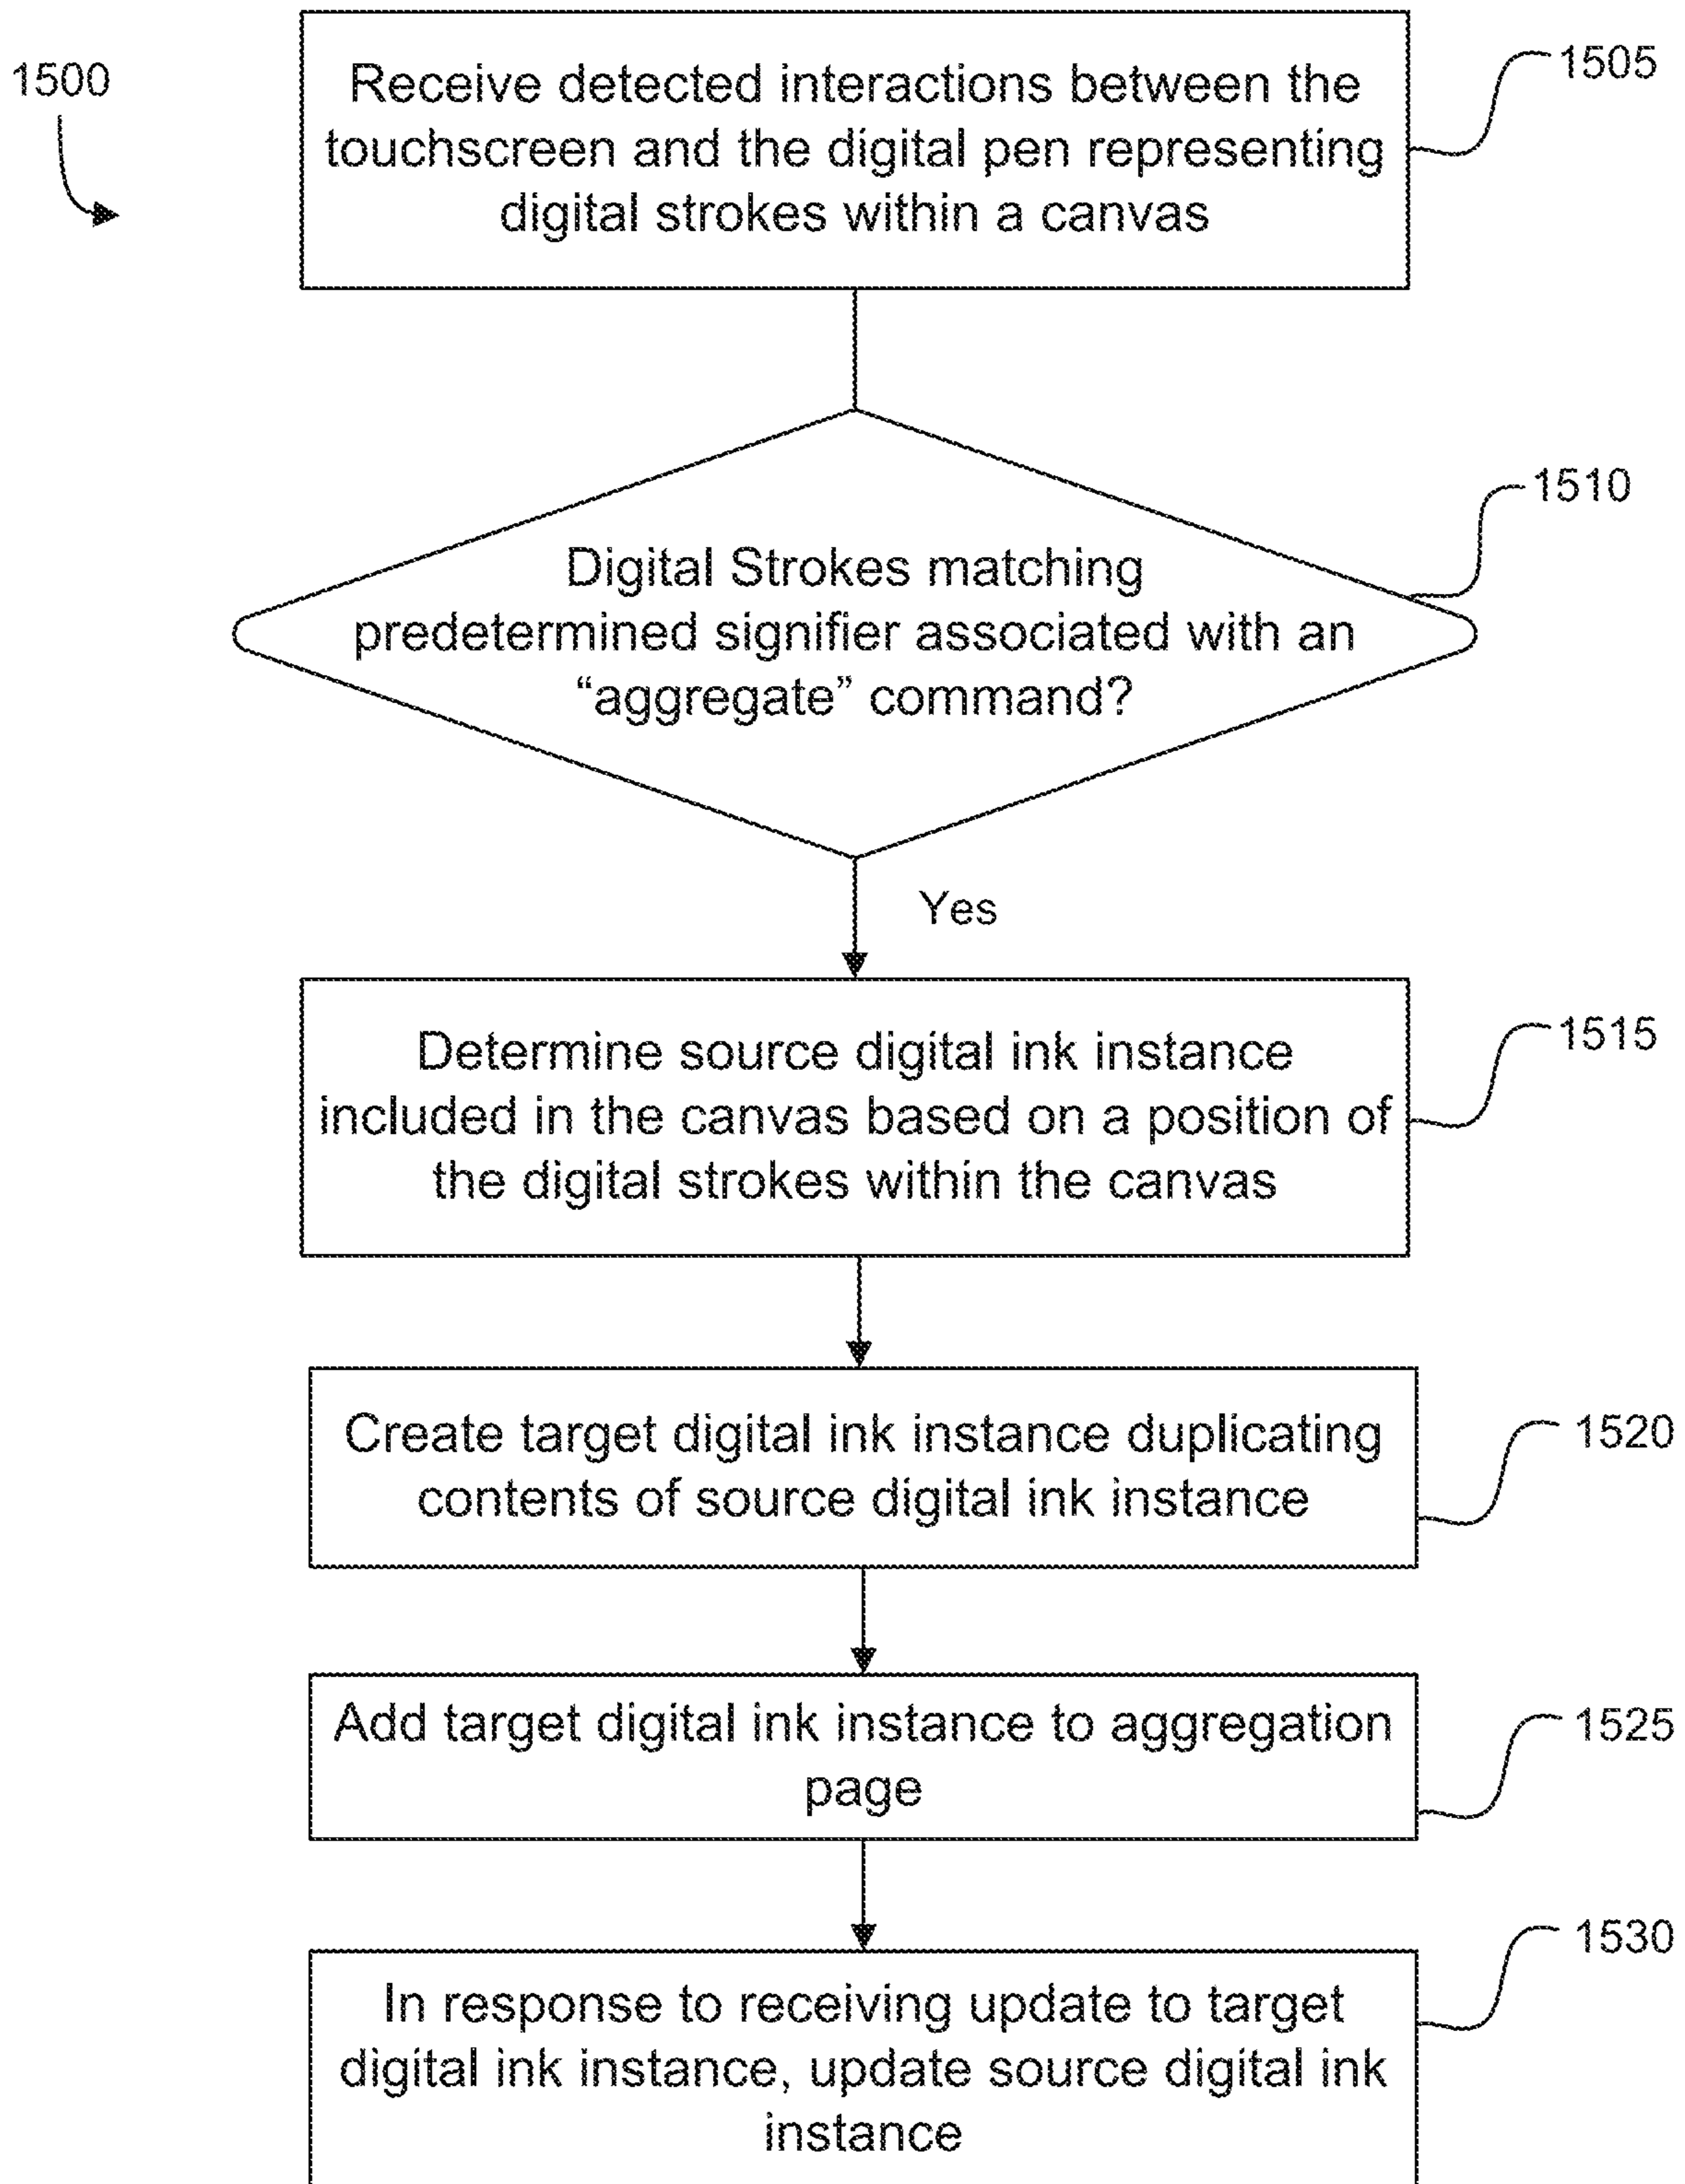 1500
Receive detected interactions between the
touchscreen and the digital pen representing
digital strokes within a canvas
1505
Digital Strokes matching
predetermined signifier associated with an
“aggregate” command?
1510
Yes
Determine source digital ink instance
included in the canvas based on a position of
the digital strokes within the canvas
1515
Create target digital ink instance duplicating
contents of source digital ink instance
1520
Add target digital ink instance to aggregation
page
1525
In response to receiving update to target
digital ink instance, update source digital ink
instance
1530